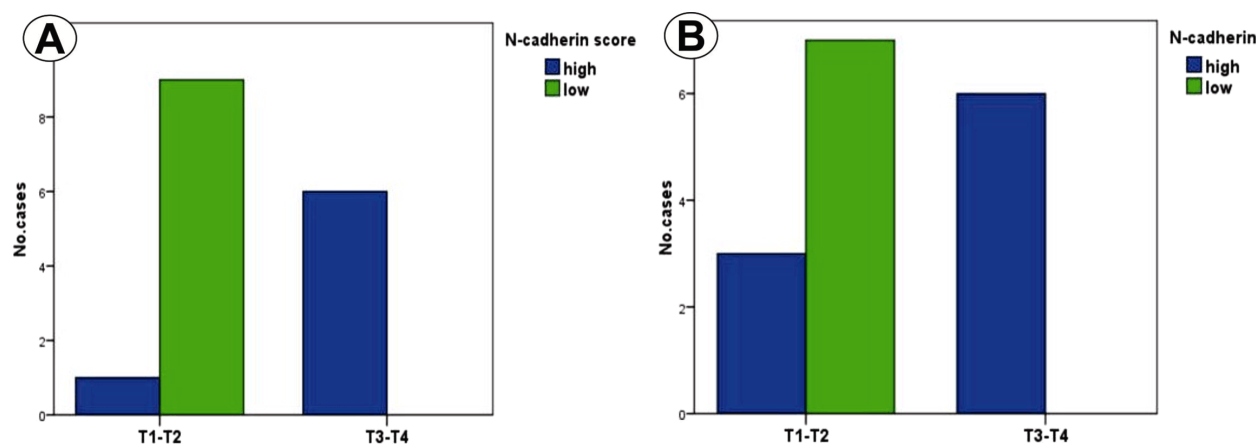 A
N-cadherin score
high
low
No.cases
8
6
4
2
0
T1-T2
T3-T4
B
N-cadherin
high
low
No.cases
6
4
2
0
T1-T2
T3-T4